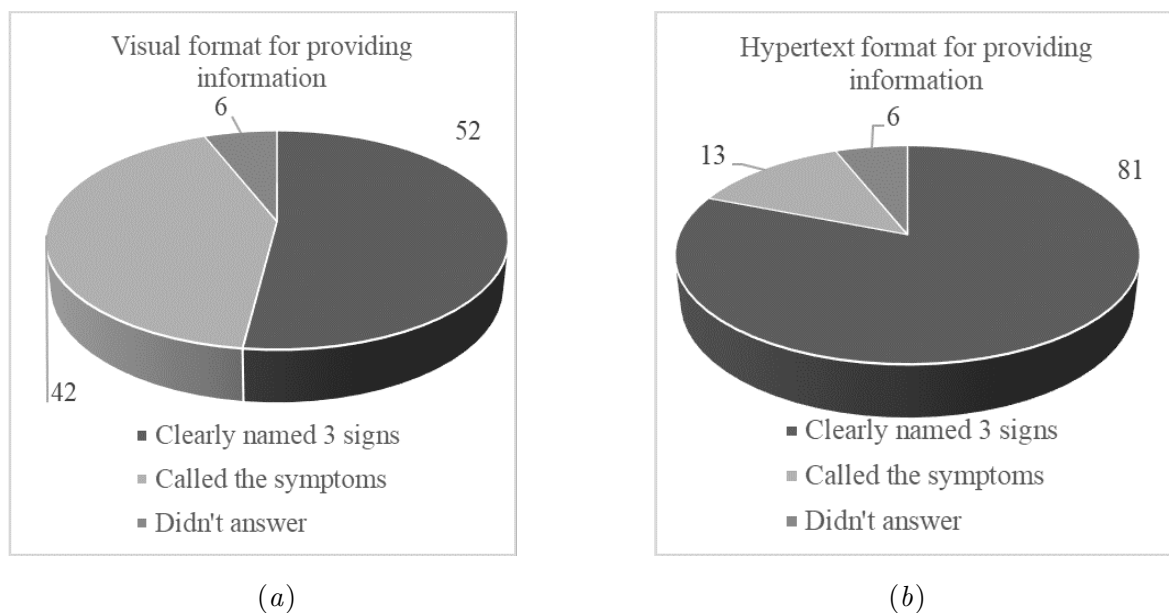 Visual format for providing
information
6
52
42
■ Clearly named 3 signs
■ Called the symptoms
■ Didn't answer
(a)
Hypertext format for providing
information
6
13
81
■ Clearly named 3 signs
■ Called the symptoms
■ Didn't answer
(b)